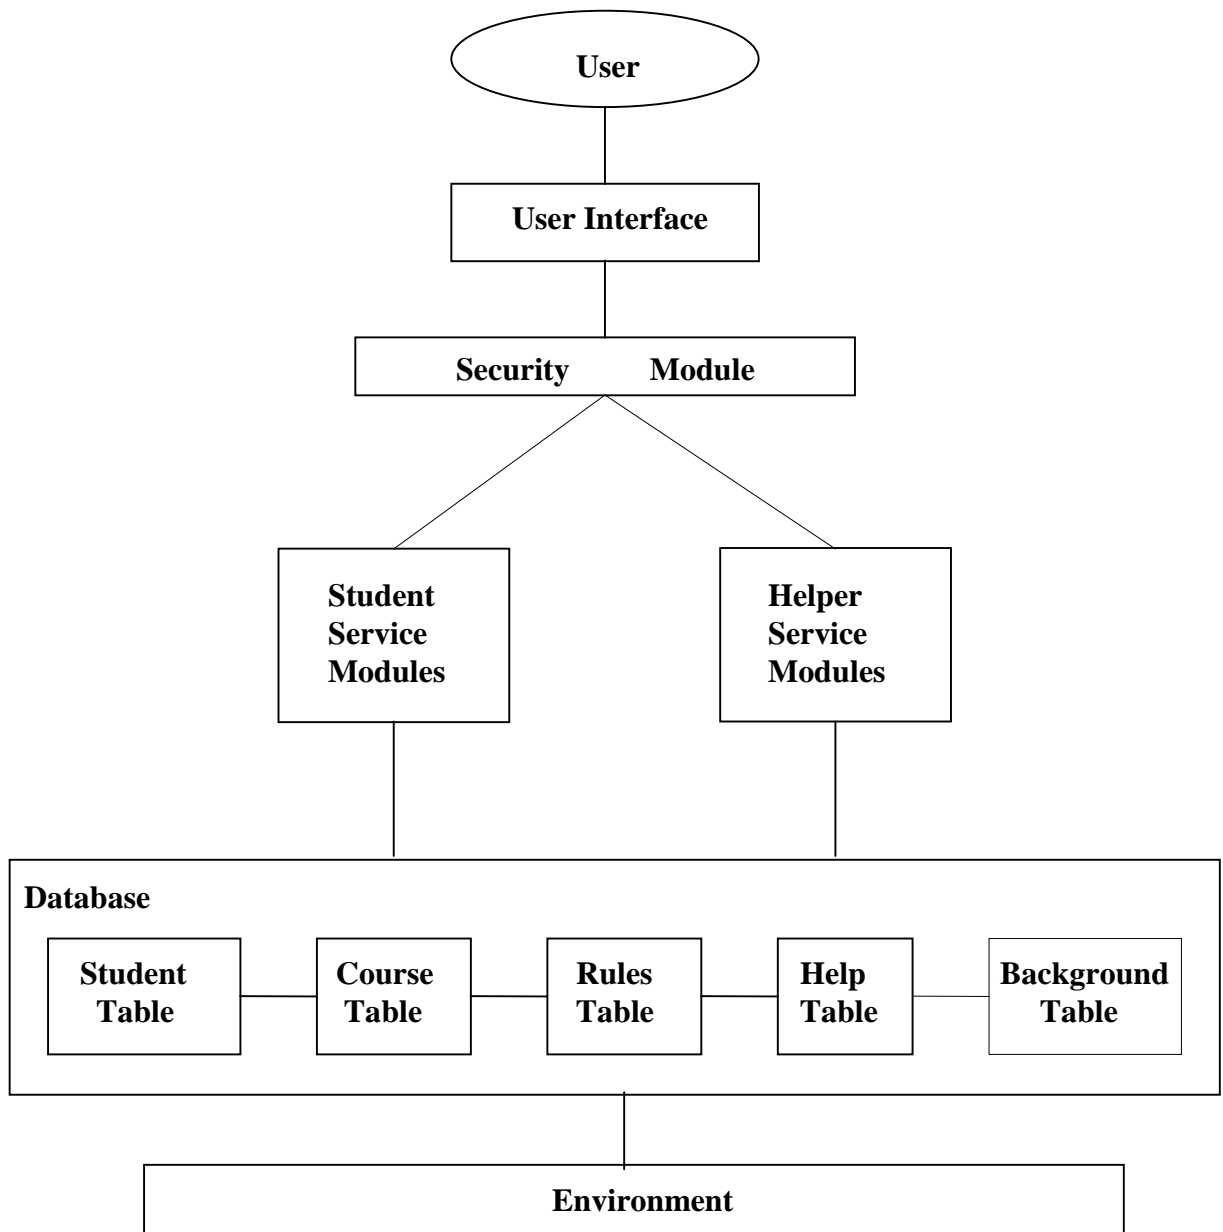 User
User Interface
Security Module
Student
Service
Modules
Helper
Service
Modules
Database
Student
Table
Course
Table
Rules
Table
Help
Table
Background
Table
Environment